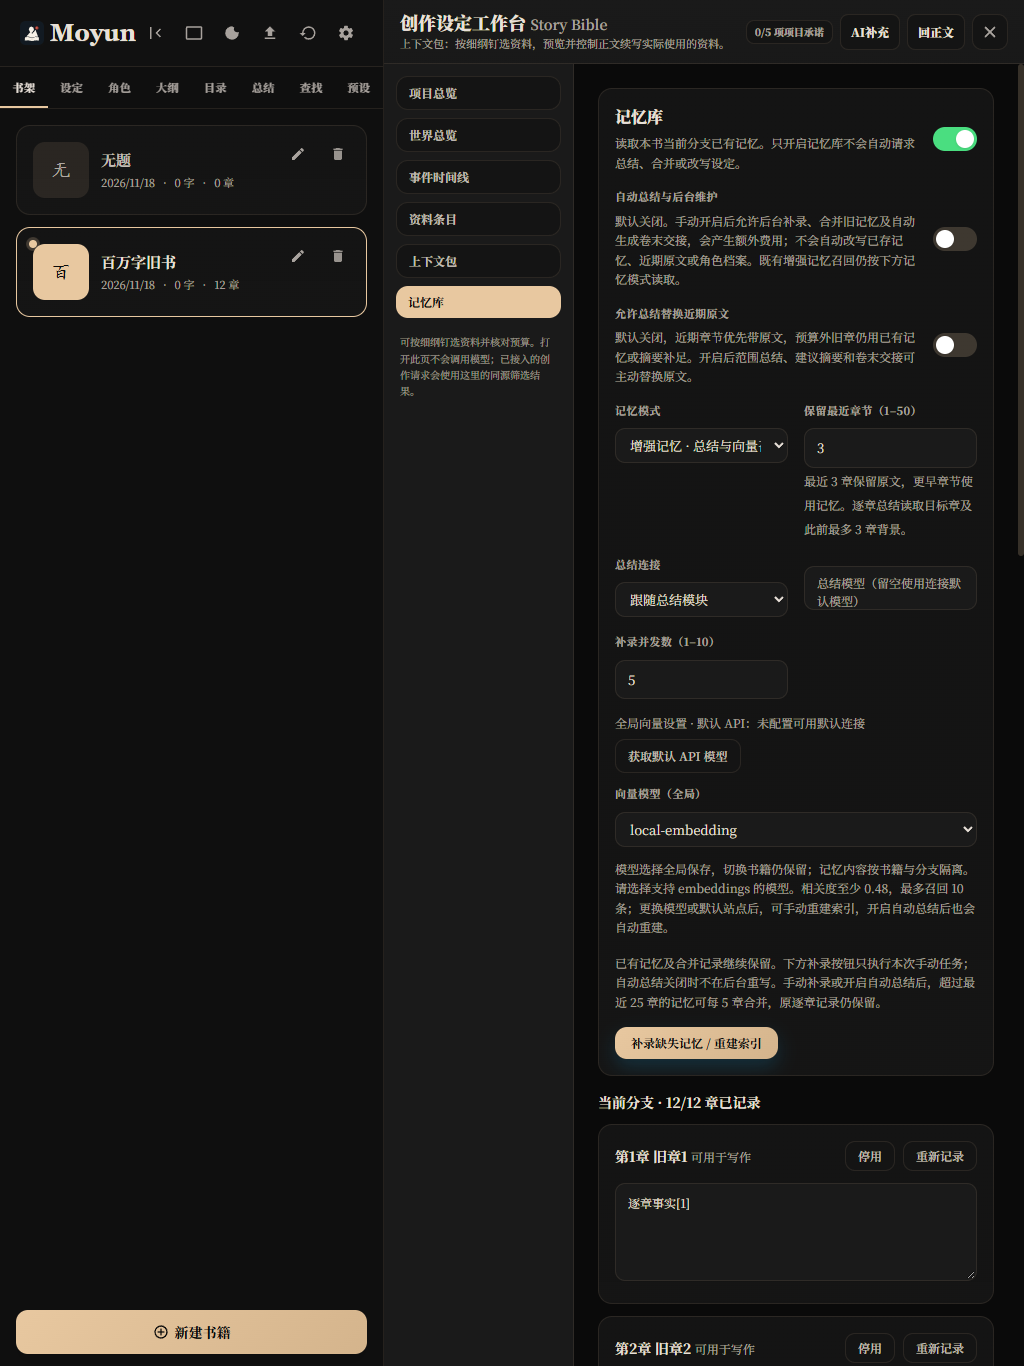 Moyun
书架 设定 角色 大纲 目录 总结 查找 预设
无
无题
2026/11/18 · 0 字 · 0 章
百
百万字旧书
2026/11/18 · 0 字 · 12 章
新建书籍
创作设定工作台 Story Bible
上下文包：按细纲钉选资料，预览并控制正文续写实际使用的资料。
0/5 项项目承诺
AI补充
回正文
项目总览
世界总览
事件时间线
资料条目
上下文包
记忆库
可按细纲钉选资料并核对预算。打
开此页不会调用模型；已接入的创
作请求会使用这里的同源筛选结
果。
记忆库
读取本书当前分支已有记忆。只开启记忆库不会自动请求
总结、合并或改写设定。
自动总结与后台维护
默认关闭。手动开启后允许后台补录、合并旧记忆及自动
生成卷末交接，会产生额外费用；不会自动改写已存记
忆、近期原文或角色档案。既有增强记忆召回仍按下方记
忆模式读取。
允许总结替换近期原文
默认关闭，近期章节优先带原文，预算外旧章仍用已有记
忆或摘要补足。开启后范围总结、建议摘要和卷末交接可
主动替换原文。
记忆模式
增强记忆 · 总结与向量
保留最近章节（1–50）
3
最近 3 章保留原文，更早章节使
用记忆。逐章总结读取目标章及
此前最多 3 章背景。
总结连接
跟随总结模块
总结模型（留空使用连接默
认模型）
补录并发数（1–10）
5
全局向量设置 · 默认 API：未配置可用默认连接
获取默认 API 模型
向量模型（全局）
local-embedding
模型选择全局保存，切换书籍仍保留；记忆内容按书籍与分支隔离。
请选择支持 embeddings 的模型。相关度至少 0.48，最多召回 10
条；更换模型或默认站点后，可手动重建索引，开启自动总结后也会
自动重建。
已有记忆及合并记录继续保留。下方补录按钮只执行本次手动任务；
自动总结关闭时不在后台重写。手动补录或开启自动总结后，超过最
近 25 章的记忆可每 5 章合并，原逐章记录仍保留。
补录缺失记忆 / 重建索引
当前分支 · 12/12 章已记录
第1章 旧章1 可用于写作
停用
重新记录
逐章事实[1]
第2章 旧章2 可用于写作
停用
重新记录